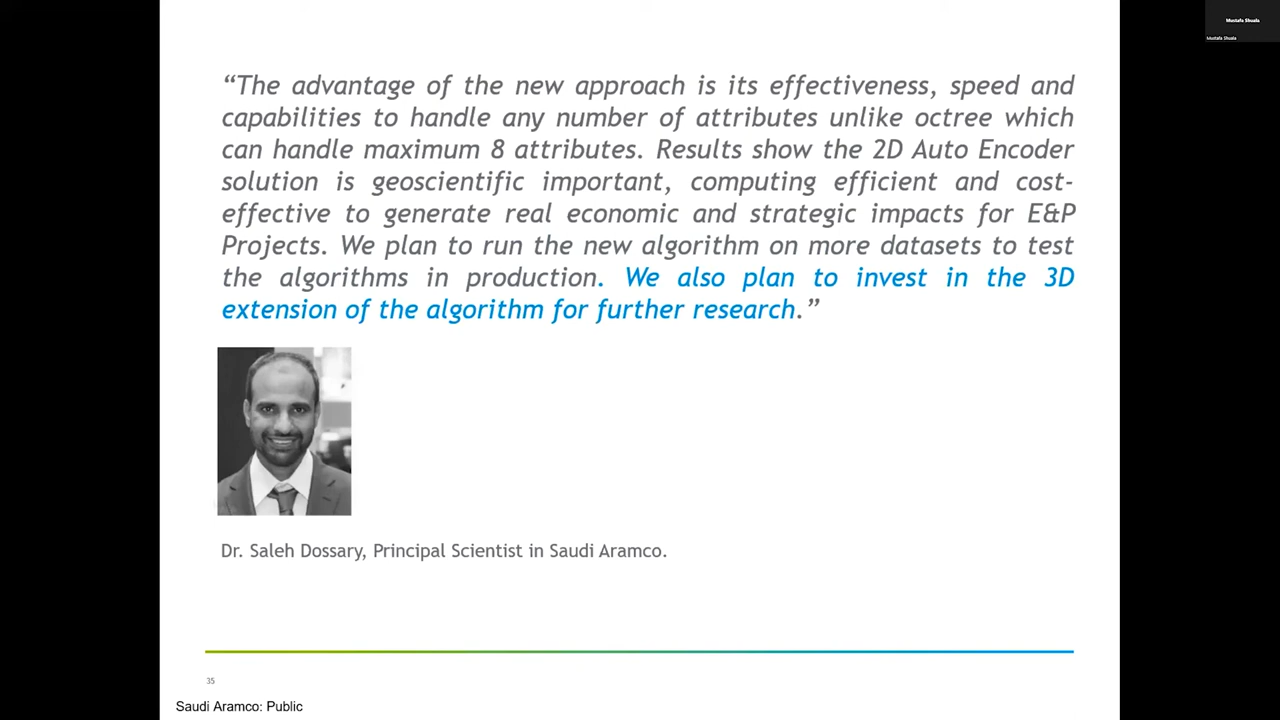 Mustafa Shuala
Mustafa Shuala
“The advantage of the new approach is its effectiveness, speed and
capabilities to handle any number of attributes unlike octree which
can handle maximum 8 attributes. Results show the 2D Auto Encoder
solution is geoscientific important, computing efficient and cost-
effective to generate real economic and strategic impacts for E&P
Projects. We plan to run the new algorithm on more datasets to test
the algorithms in production. We also plan to invest in the 3D
extension of the algorithm for further research.”
Dr. Saleh Dossary, Principal Scientist in Saudi Aramco.
35
Saudi Aramco: Public